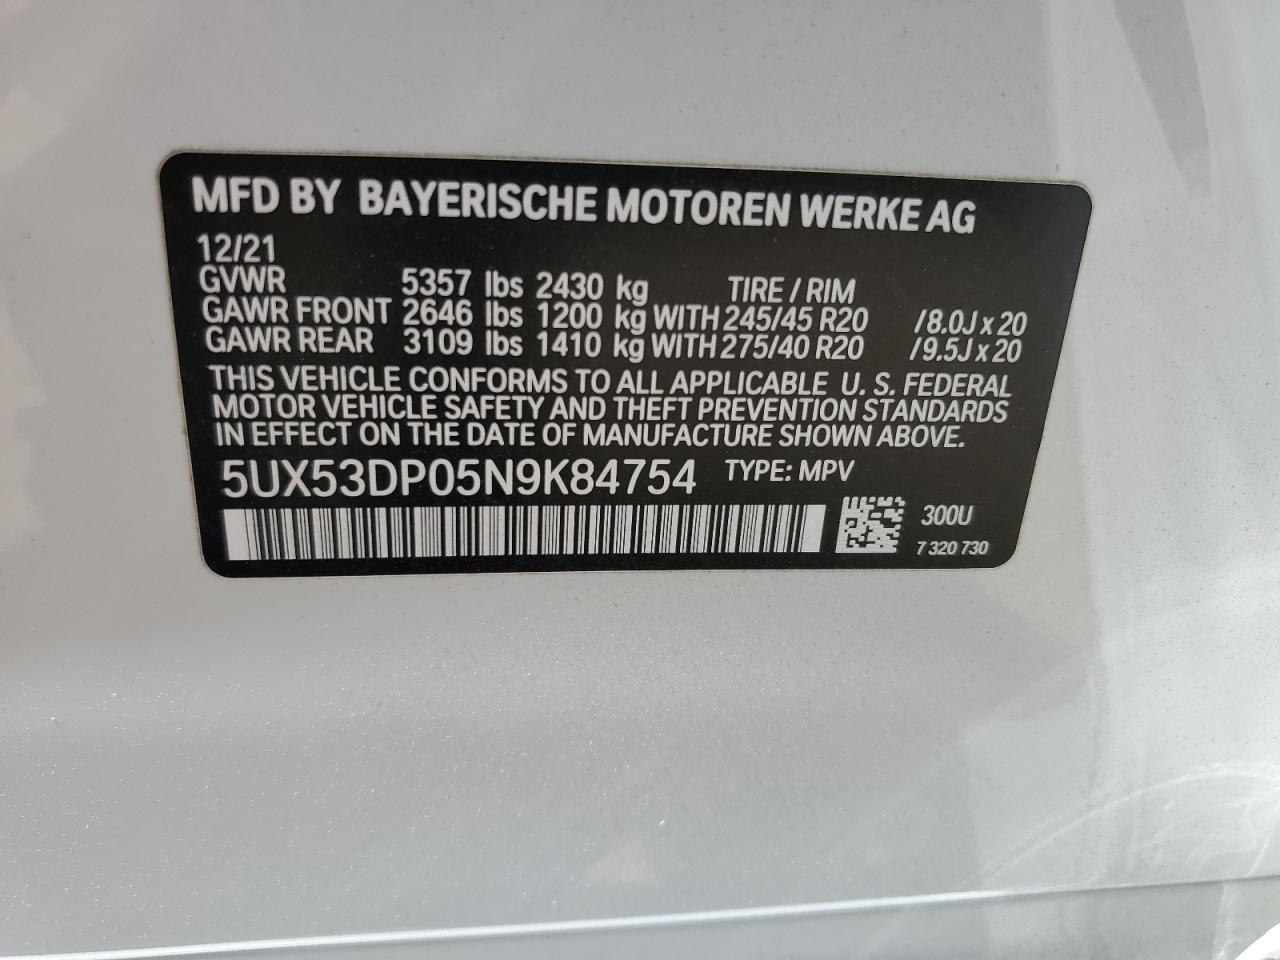 MFD BY BAYERISCHE MOTOREN WERKE AG
12/21
GVWR 5357 lbs 2430 kg TIRE / RIM
GAWR FRONT 2646 lbs 1200 kg WITH 245/45 R20 /8.0J x 20
GAWR REAR 3109 lbs 1410 kg WITH 275/40 R20 /9.5J x 20
THIS VEHICLE CONFORMS TO ALL APPLICABLE U. S. FEDERAL
MOTOR VEHICLE SAFETY AND THEFT PREVENTION STANDARDS
IN EFFECT ON THE DATE OF MANUFACTURE SHOWN ABOVE.
5UX53DP05N9K84754 TYPE: MPV
300U
7 320 730